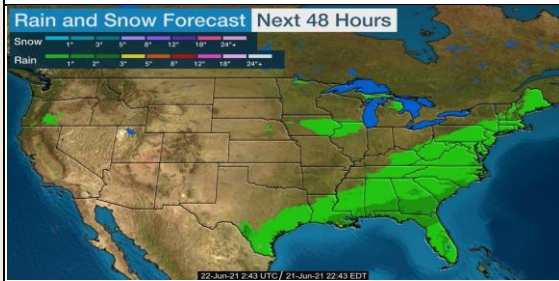 Rain and Snow Forecast Next 48 Hours
Snow 1" 3" 5" 8" 12" 18" 24"+
Rain 1" 2" 3" 5" 8" 12" 18" 24"+
22-Jun-21 2:43 UTC / 21-Jun-21 22:43 EDT